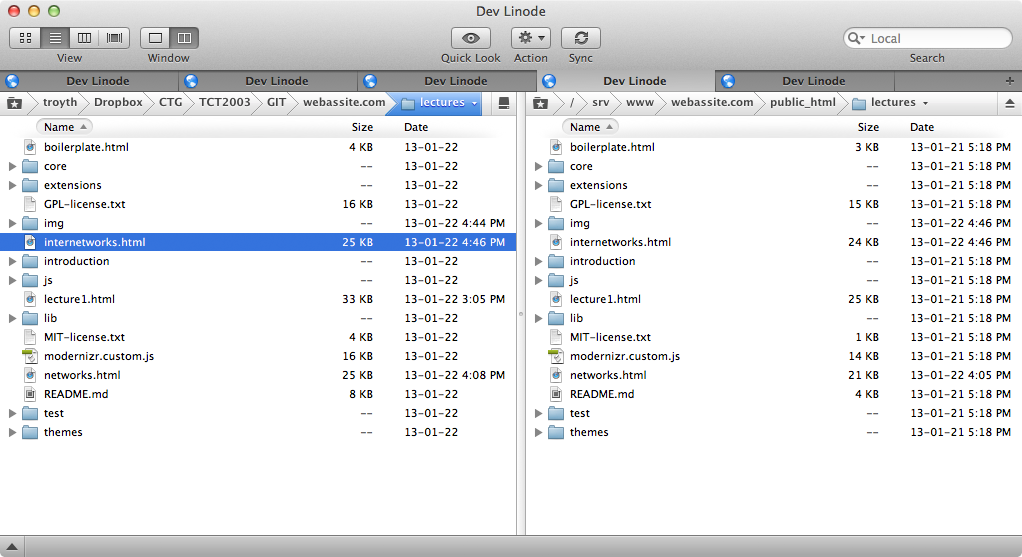 Dev Linode
View Window Quick Look Action Sync Local Search
Dev Linode Dev Linode Dev Linode Dev Linode Dev Linode +
troyth Dropbox CTG TCT2003 GIT webassite.com lectures
Name Size Date
boilerplate.html 4 KB 13-01-22
core -- 13-01-22
extensions -- 13-01-22
GPL-license.txt 16 KB 13-01-22
img -- 13-01-22 4:44 PM
internetworks.html 25 KB 13-01-22 4:46 PM
introduction -- 13-01-22
js -- 13-01-22
lecture1.html 33 KB 13-01-22 3:05 PM
lib -- 13-01-22
MIT-license.txt 4 KB 13-01-22
modernizr.custom.js 16 KB 13-01-22
networks.html 25 KB 13-01-22 4:08 PM
README.md 8 KB 13-01-22
test -- 13-01-22
themes -- 13-01-22
/ srv www webassite.com public_html lectures
Name Size Date
boilerplate.html 3 KB 13-01-21 5:18 PM
core -- 13-01-21 5:18 PM
extensions -- 13-01-21 5:18 PM
GPL-license.txt 15 KB 13-01-21 5:18 PM
img -- 13-01-22 4:46 PM
internetworks.html 24 KB 13-01-22 4:46 PM
introduction -- 13-01-21 5:18 PM
js -- 13-01-21 5:18 PM
lecture1.html 25 KB 13-01-21 5:18 PM
lib -- 13-01-21 5:18 PM
MIT-license.txt 1 KB 13-01-21 5:18 PM
modernizr.custom.js 14 KB 13-01-21 5:18 PM
networks.html 21 KB 13-01-22 4:05 PM
README.md 4 KB 13-01-21 5:18 PM
test -- 13-01-21 5:18 PM
themes -- 13-01-21 5:18 PM